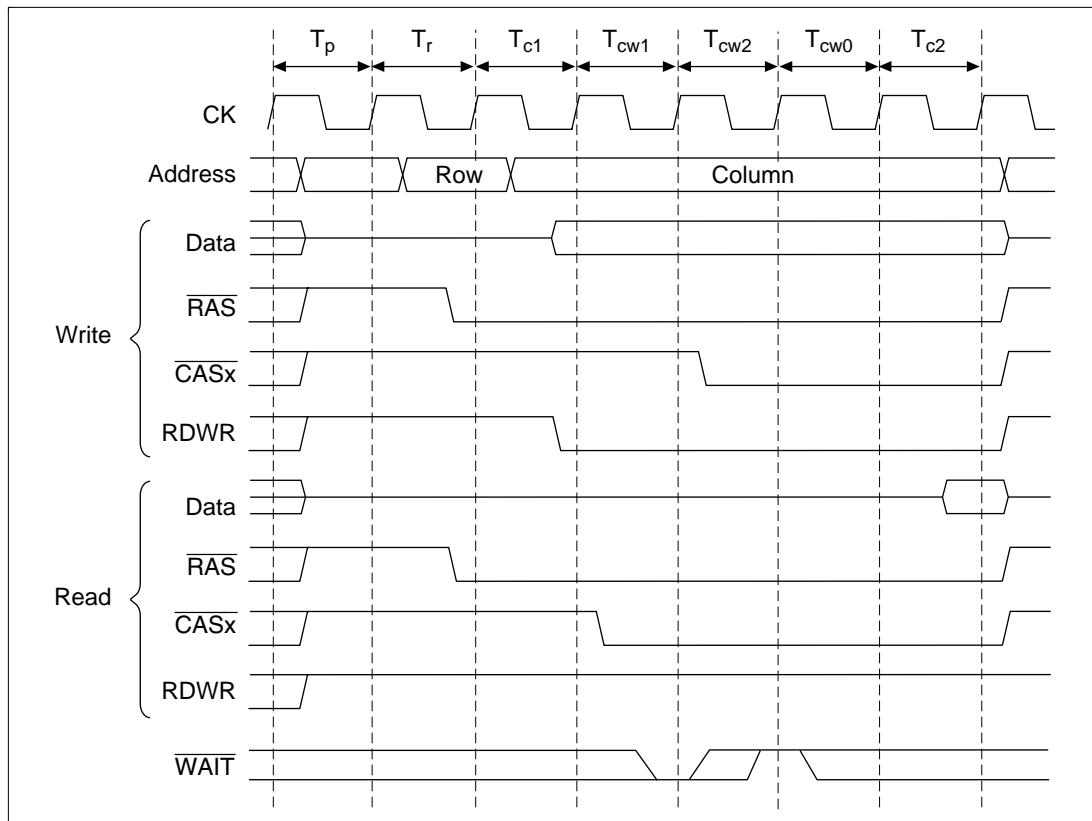 Tp Tr Tc1 Tcw1 Tcw2 Tcw0 Tc2
CK
Address Row Column
Write
Data
RAS
CASx
RDWR
Read
Data
RAS
CASx
RDWR
WAIT